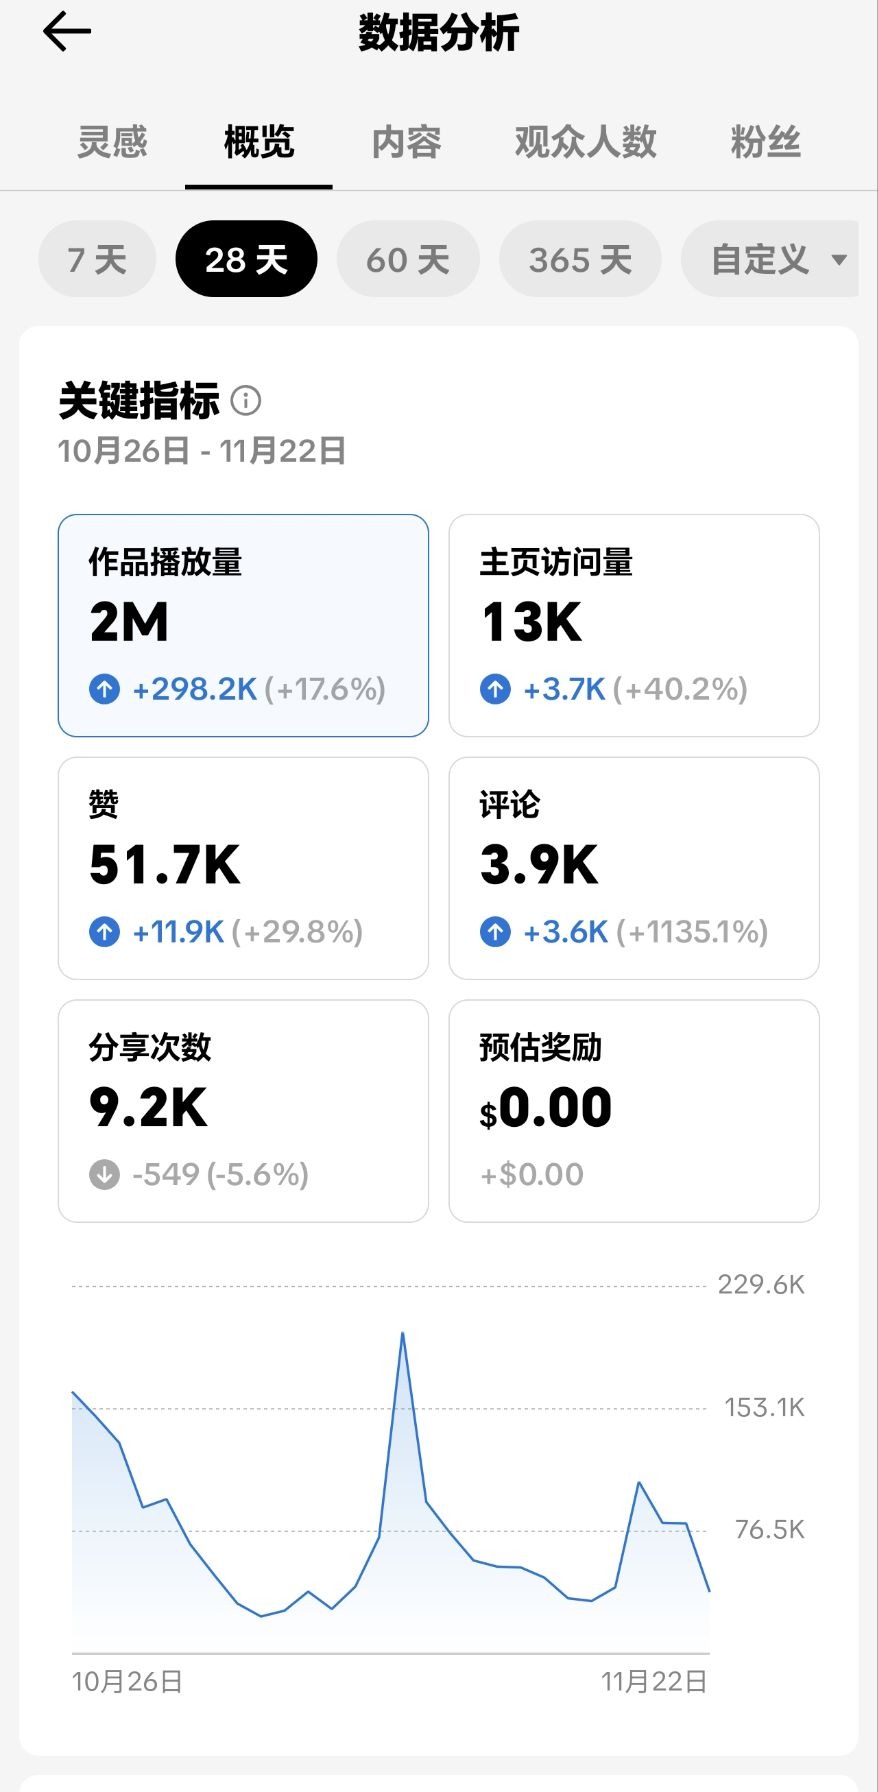 数据分析
灵感 概览 内容 观众人数 粉丝
7 天 28 天 60 天 365 天 自定义
关键指标
10月26日 - 11月22日
作品播放量
2M
+298.2K (+17.6%)
主页访问量
13K
+3.7K (+40.2%)
赞
51.7K
+11.9K (+29.8%)
评论
3.9K
+3.6K (+1135.1%)
分享次数
9.2K
-549 (-5.6%)
预估奖励
$0.00
+$0.00
229.6K
153.1K
76.5K
10月26日 11月22日